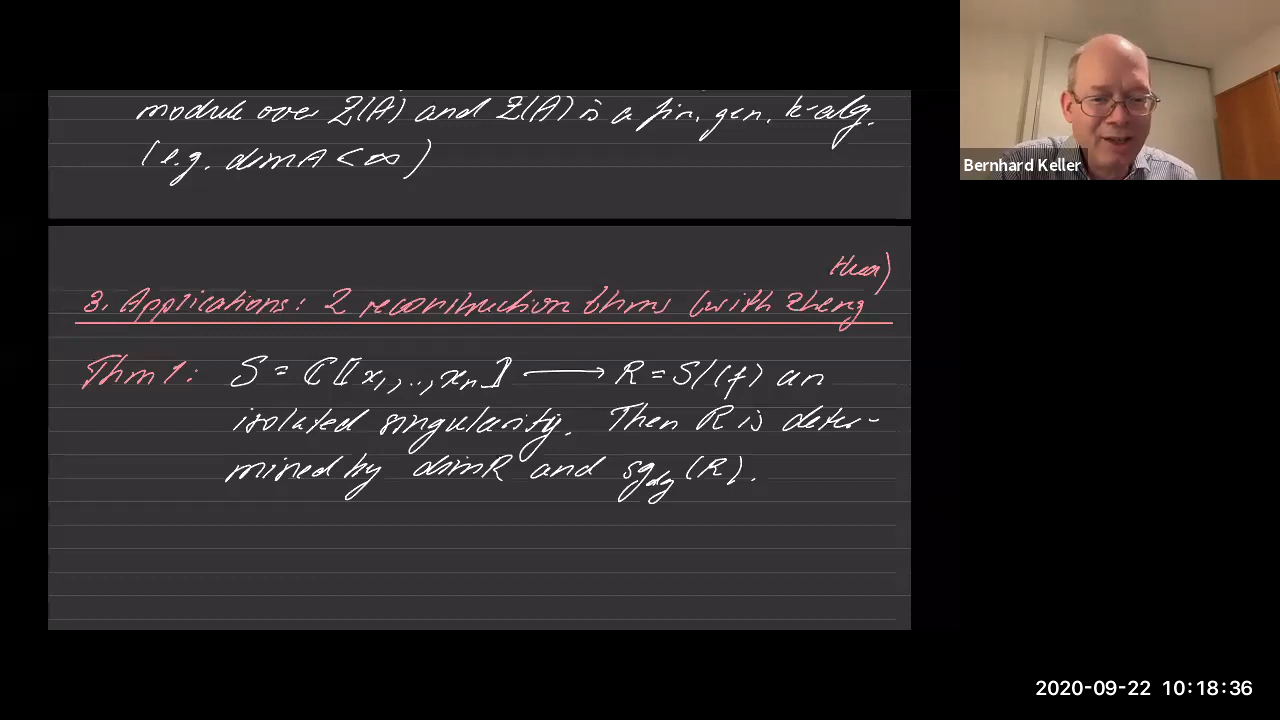 module over Z(A) and Z(A) is a fin. gen. k-alg.
(e.g. dim A < ∞)
3. Applications: 2 reconstruction thms (with Zheng Hua)
Thm 1: S = ℂ[[x₁,..,xₙ]] ⟶ R = S/(f) an
isolated singularity. Then R is deter-
mined by dim R and sg_dg(R).
Bernhard Keller
2020-09-22 10:18:36